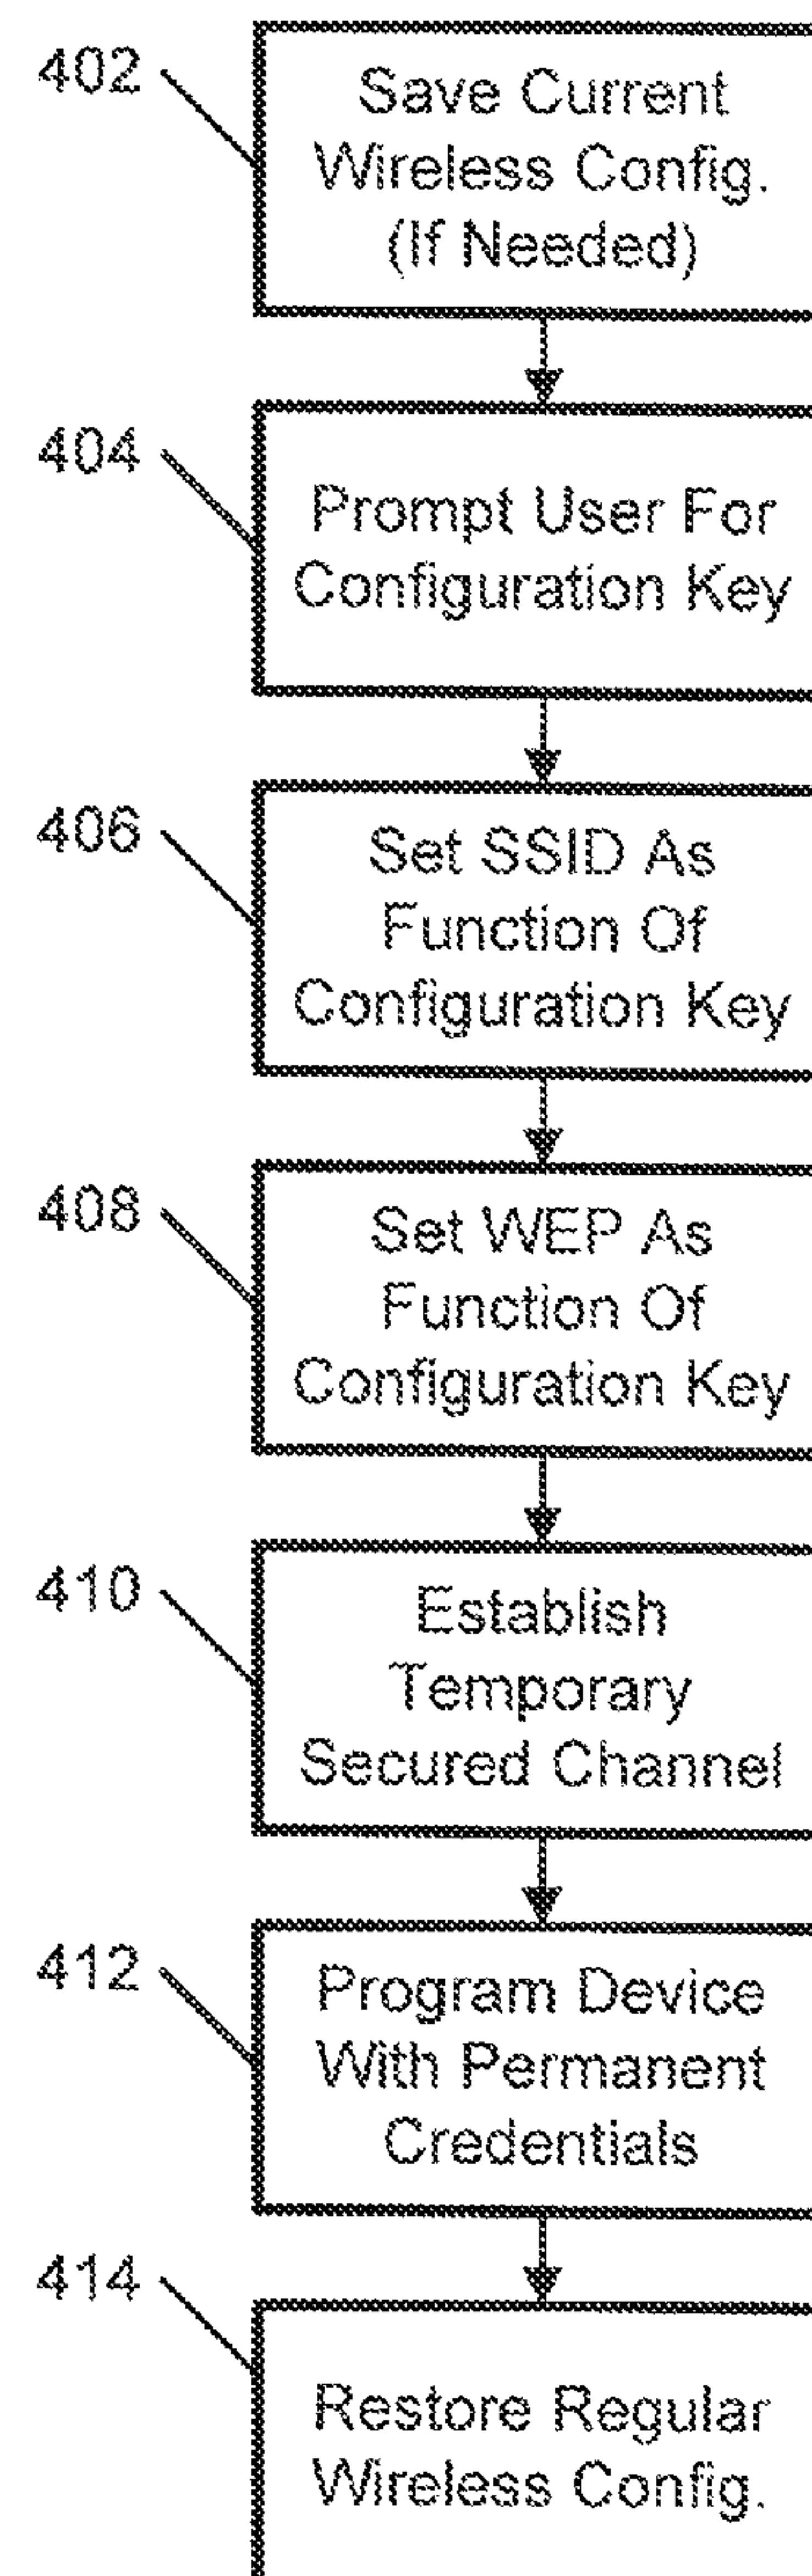 402
Save Current
Wireless Config.
(If Needed)
404
Prompt User For
Configuration Key
406
Set SSID As
Function Of
Configuration Key
408
Set WEP As
Function Of
Configuration Key
410
Establish
Temporary
Secured Channel
412
Program Device
With Permanent
Credentials
414
Restore Regular
Wireless Config.